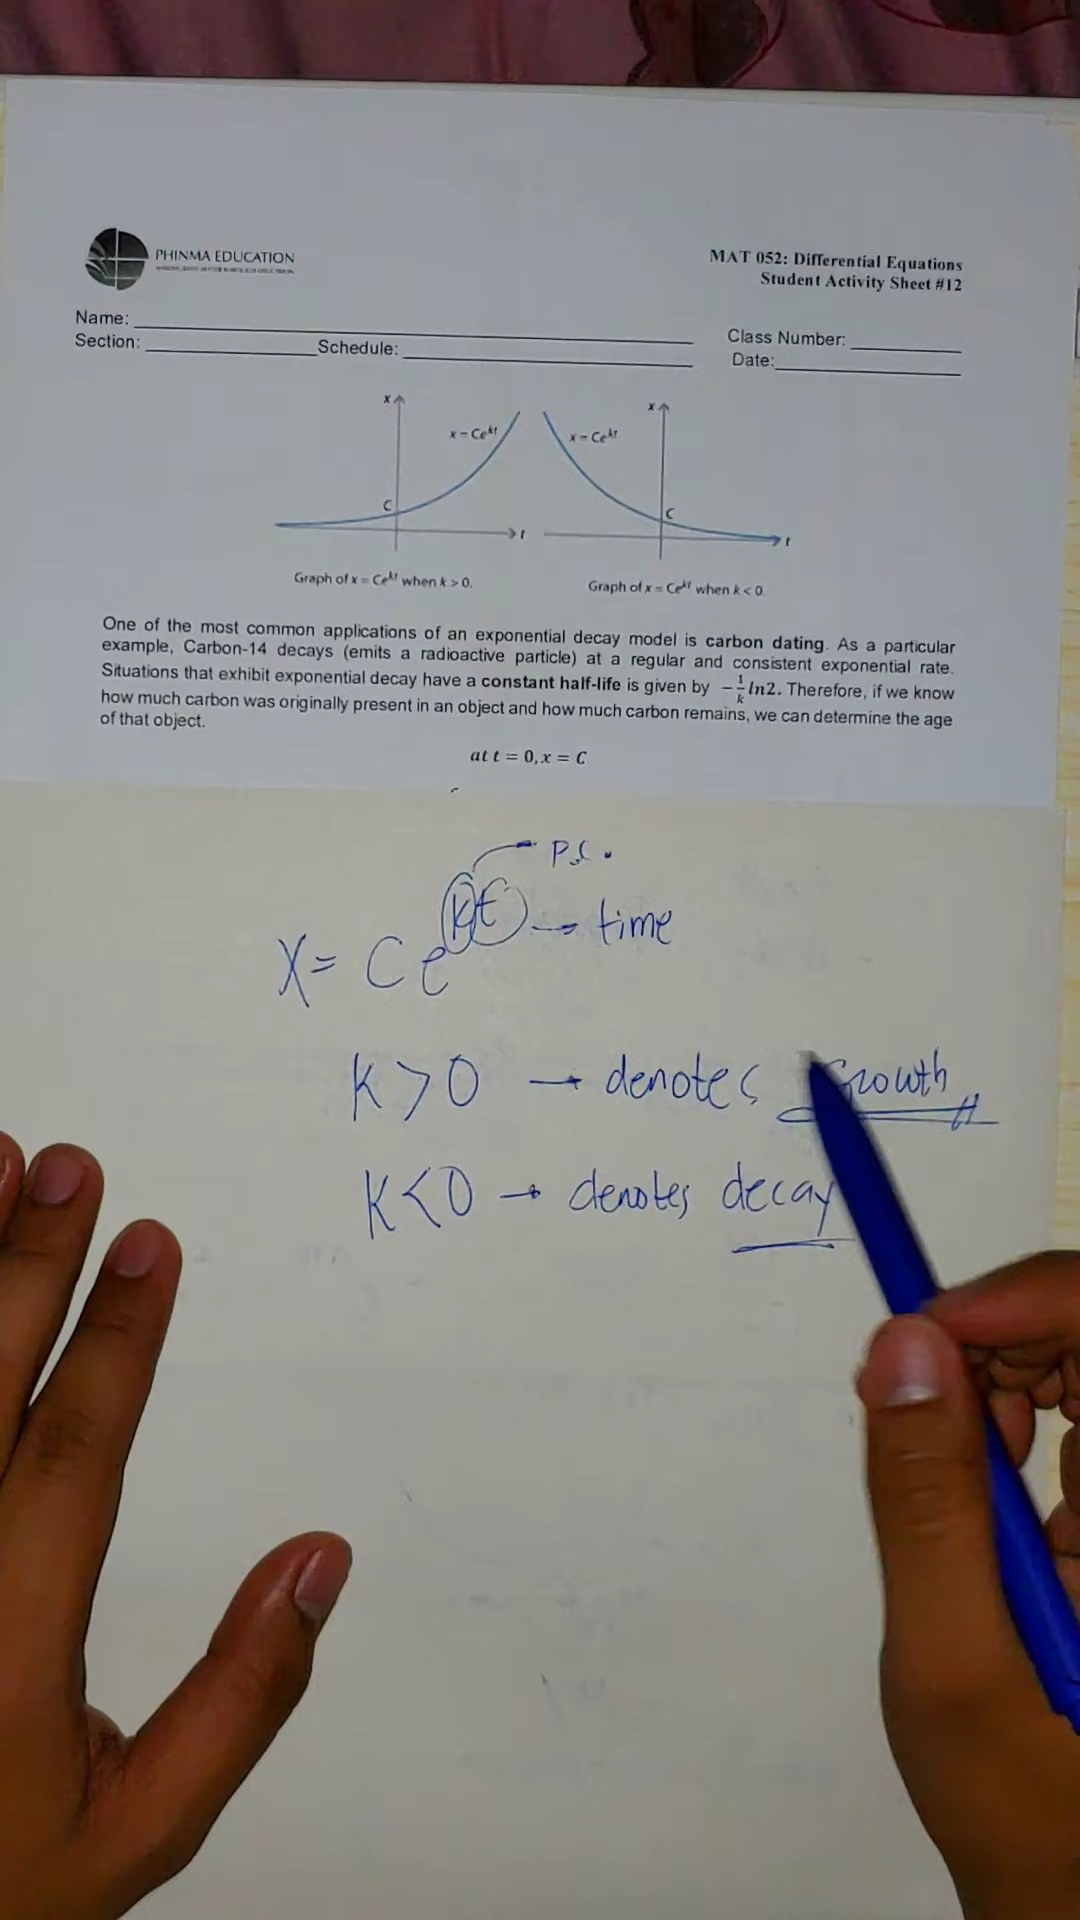 PHINMA EDUCATION
MAT 052: Differential Equations
Student Activity Sheet #12
Name:
Section: Schedule:
Class Number:
Date:
x
x = Ce^kt
C
t
Graph of x = Ce^kt when k > 0.
x
x = Ce^kt
C
t
Graph of x = Ce^kt when k < 0.
One of the most common applications of an exponential decay model is carbon dating. As a particular
example, Carbon-14 decays (emits a radioactive particle) at a regular and consistent exponential rate.
Situations that exhibit exponential decay have a constant half-life is given by −1/k ln2. Therefore, if we know
how much carbon was originally present in an object and how much carbon remains, we can determine the age
of that object.
at t = 0, x = C
X = C e^kt → time
K > 0 → denotes Growth
K < 0 → denotes decay